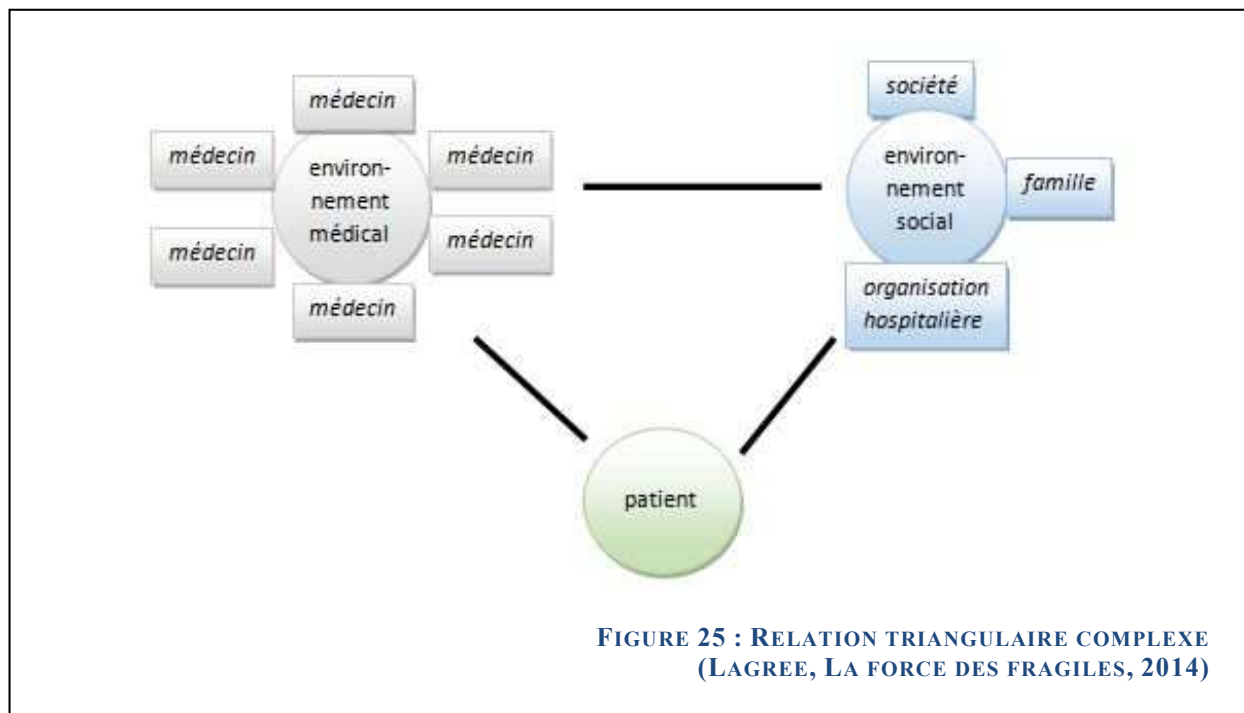 médecin
médecin
médecin
médecin
médecin
médecin
environ-
nement
médical
société
environ-
nement
social
famille
organisation
hospitalière
patient
FIGURE 25 : RELATION TRIANGULAIRE COMPLEXE
(LAGREE, LA FORCE DES FRAGILES, 2014)